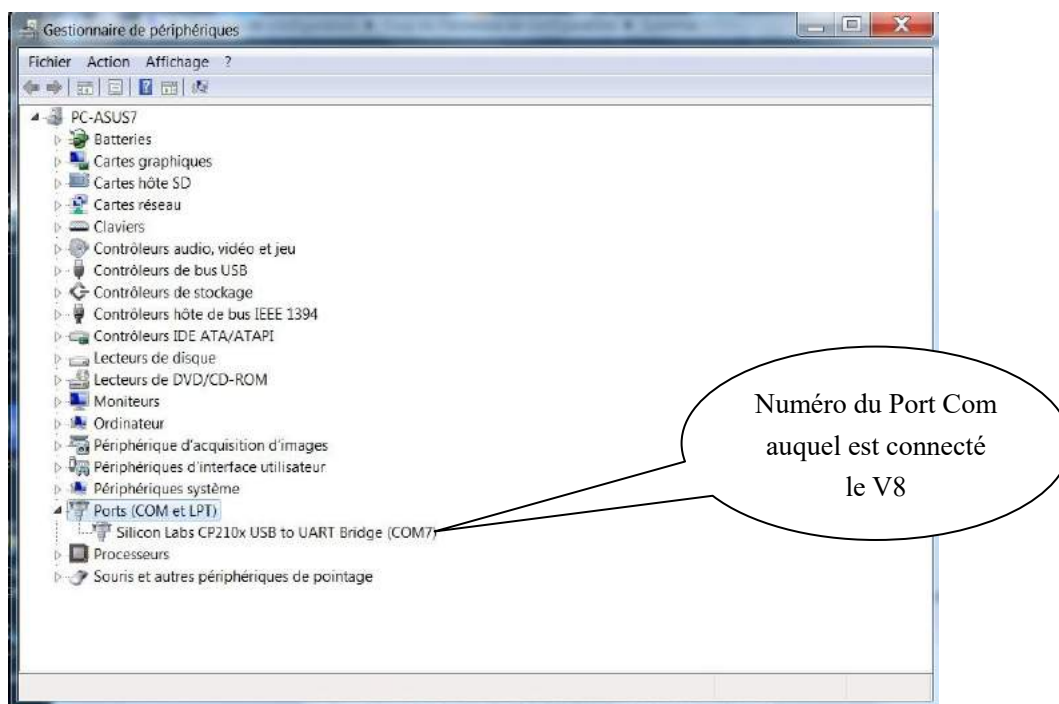 Gestionnaire de périphériques
Fichier Action Affichage ?
PC-ASUS7
Batteries
Cartes graphiques
Cartes hôte SD
Cartes réseau
Claviers
Contrôleurs audio, vidéo et jeu
Contrôleurs de bus USB
Contrôleurs de stockage
Contrôleurs hôte de bus IEEE 1394
Contrôleurs IDE ATA/ATAPI
Lecteurs de disque
Lecteurs de DVD/CD-ROM
Moniteurs
Ordinateur
Périphérique d'acquisition d'images
Périphériques d'interface utilisateur
Périphériques système
Ports (COM et LPT)
Silicon Labs CP210x USB to UART Bridge (COM7)
Processeurs
Souris et autres périphériques de pointage
Numéro du Port Com
auquel est connecté
le V8